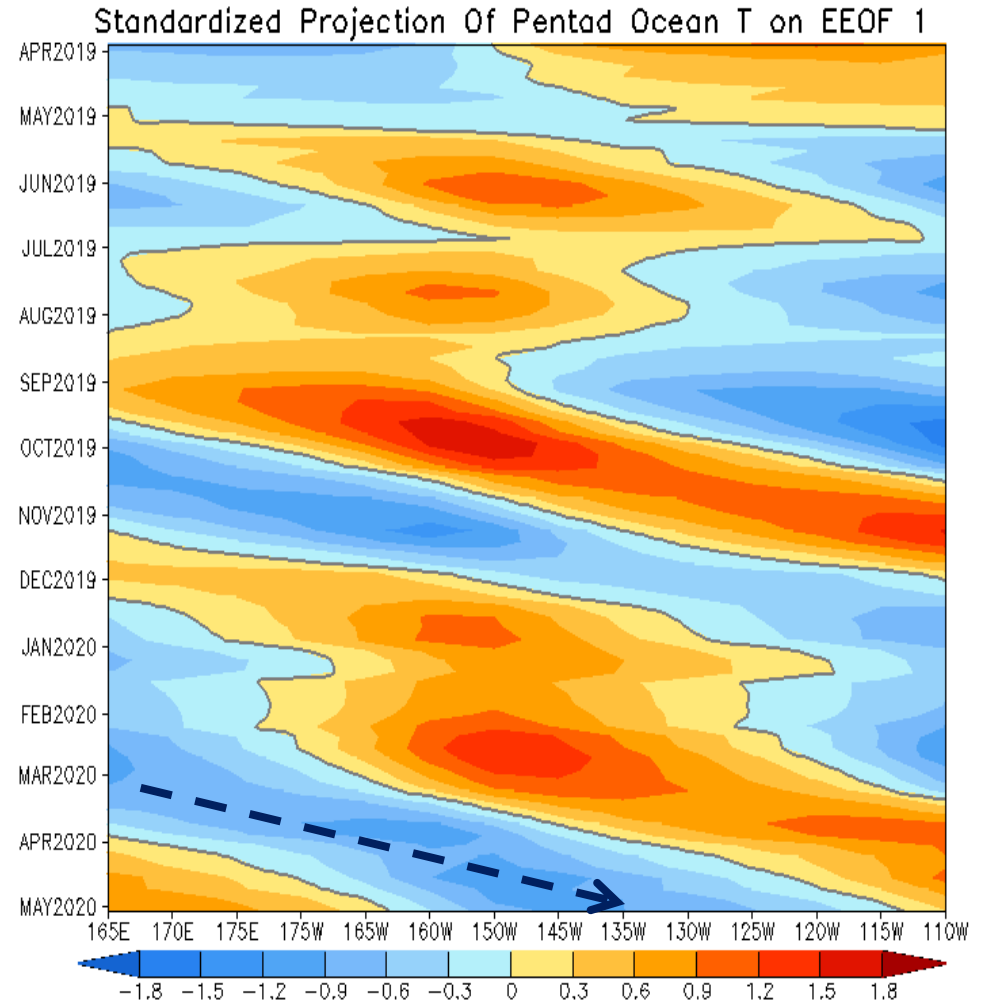 Standardized Projection Of Pentad Ocean T on EEOF 1
APR2019
MAY2019
JUN2019
JUL2019
AUG2019
SEP2019
OCT2019
NOV2019
DEC2019
JAN2020
FEB2020
MAR2020
APR2020
MAY2020
165E 170E 175E 175W 165W 160W 150W 145W 135W 130W 125W 120W 115W 110W
-1.8 -1.5 -1.2 -0.9 -0.6 -0.3 0 0.3 0.6 0.9 1.2 1.5 1.8